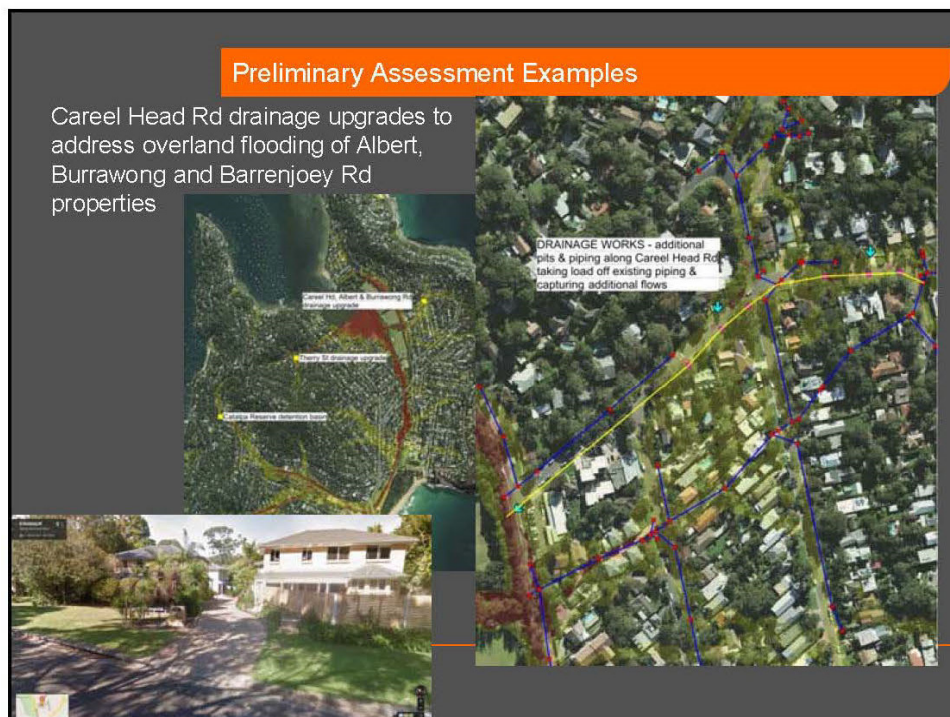 Preliminary Assessment Examples
Careel Head Rd drainage upgrades to
address overland flooding of Albert,
Burrawong and Barrenjoey Rd
properties
DRAINAGE WORKS - additional
pits & piping along Careel Head Rd
taking load off existing piping &
capturing additional flows
Careel Hd, Albert & Burrawong Rd
drainage upgrade
Therry St drainage upgrade
Catalpa Reserve detention basin